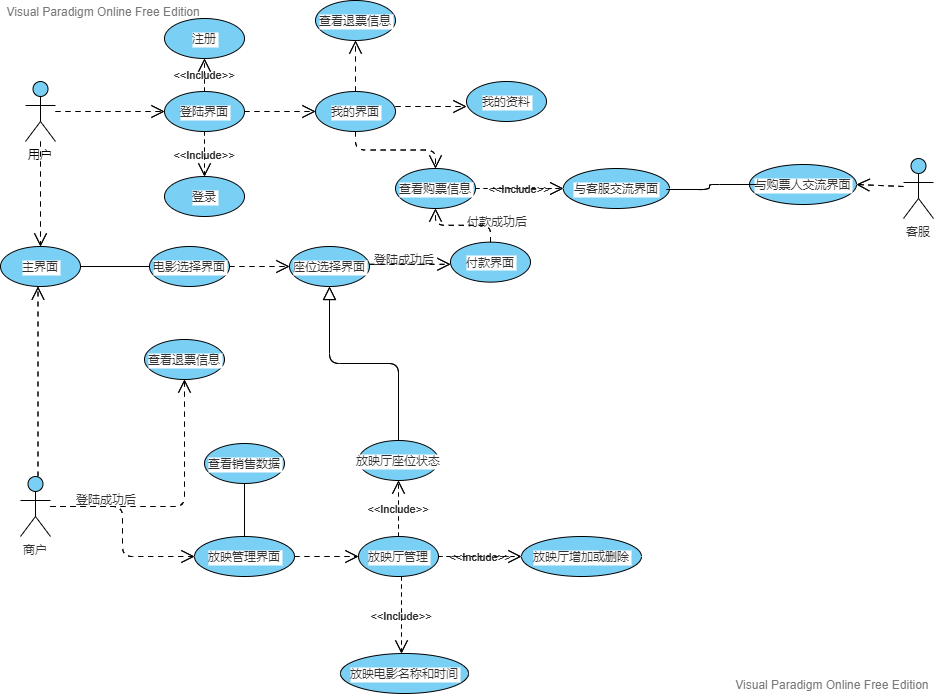 Visual Paradigm Online Free Edition
查看退票信息
注册
<<Include>>
登陆界面
我的界面
我的资料
用户
<<Include>>
登录
查看购票信息
<<Include>>
与客服交流界面
与购票人交流界面
客服
付款成功后
主界面
电影选择界面
座位选择界面
登陆成功后
付款界面
查看退票信息
查看销售数据
放映厅座位状态
登陆成功后
<<Include>>
商户
放映管理界面
放映厅管理
<<Include>>
放映厅增加或删除
<<Include>>
放映电影名称和时间
Visual Paradigm Online Free Edition